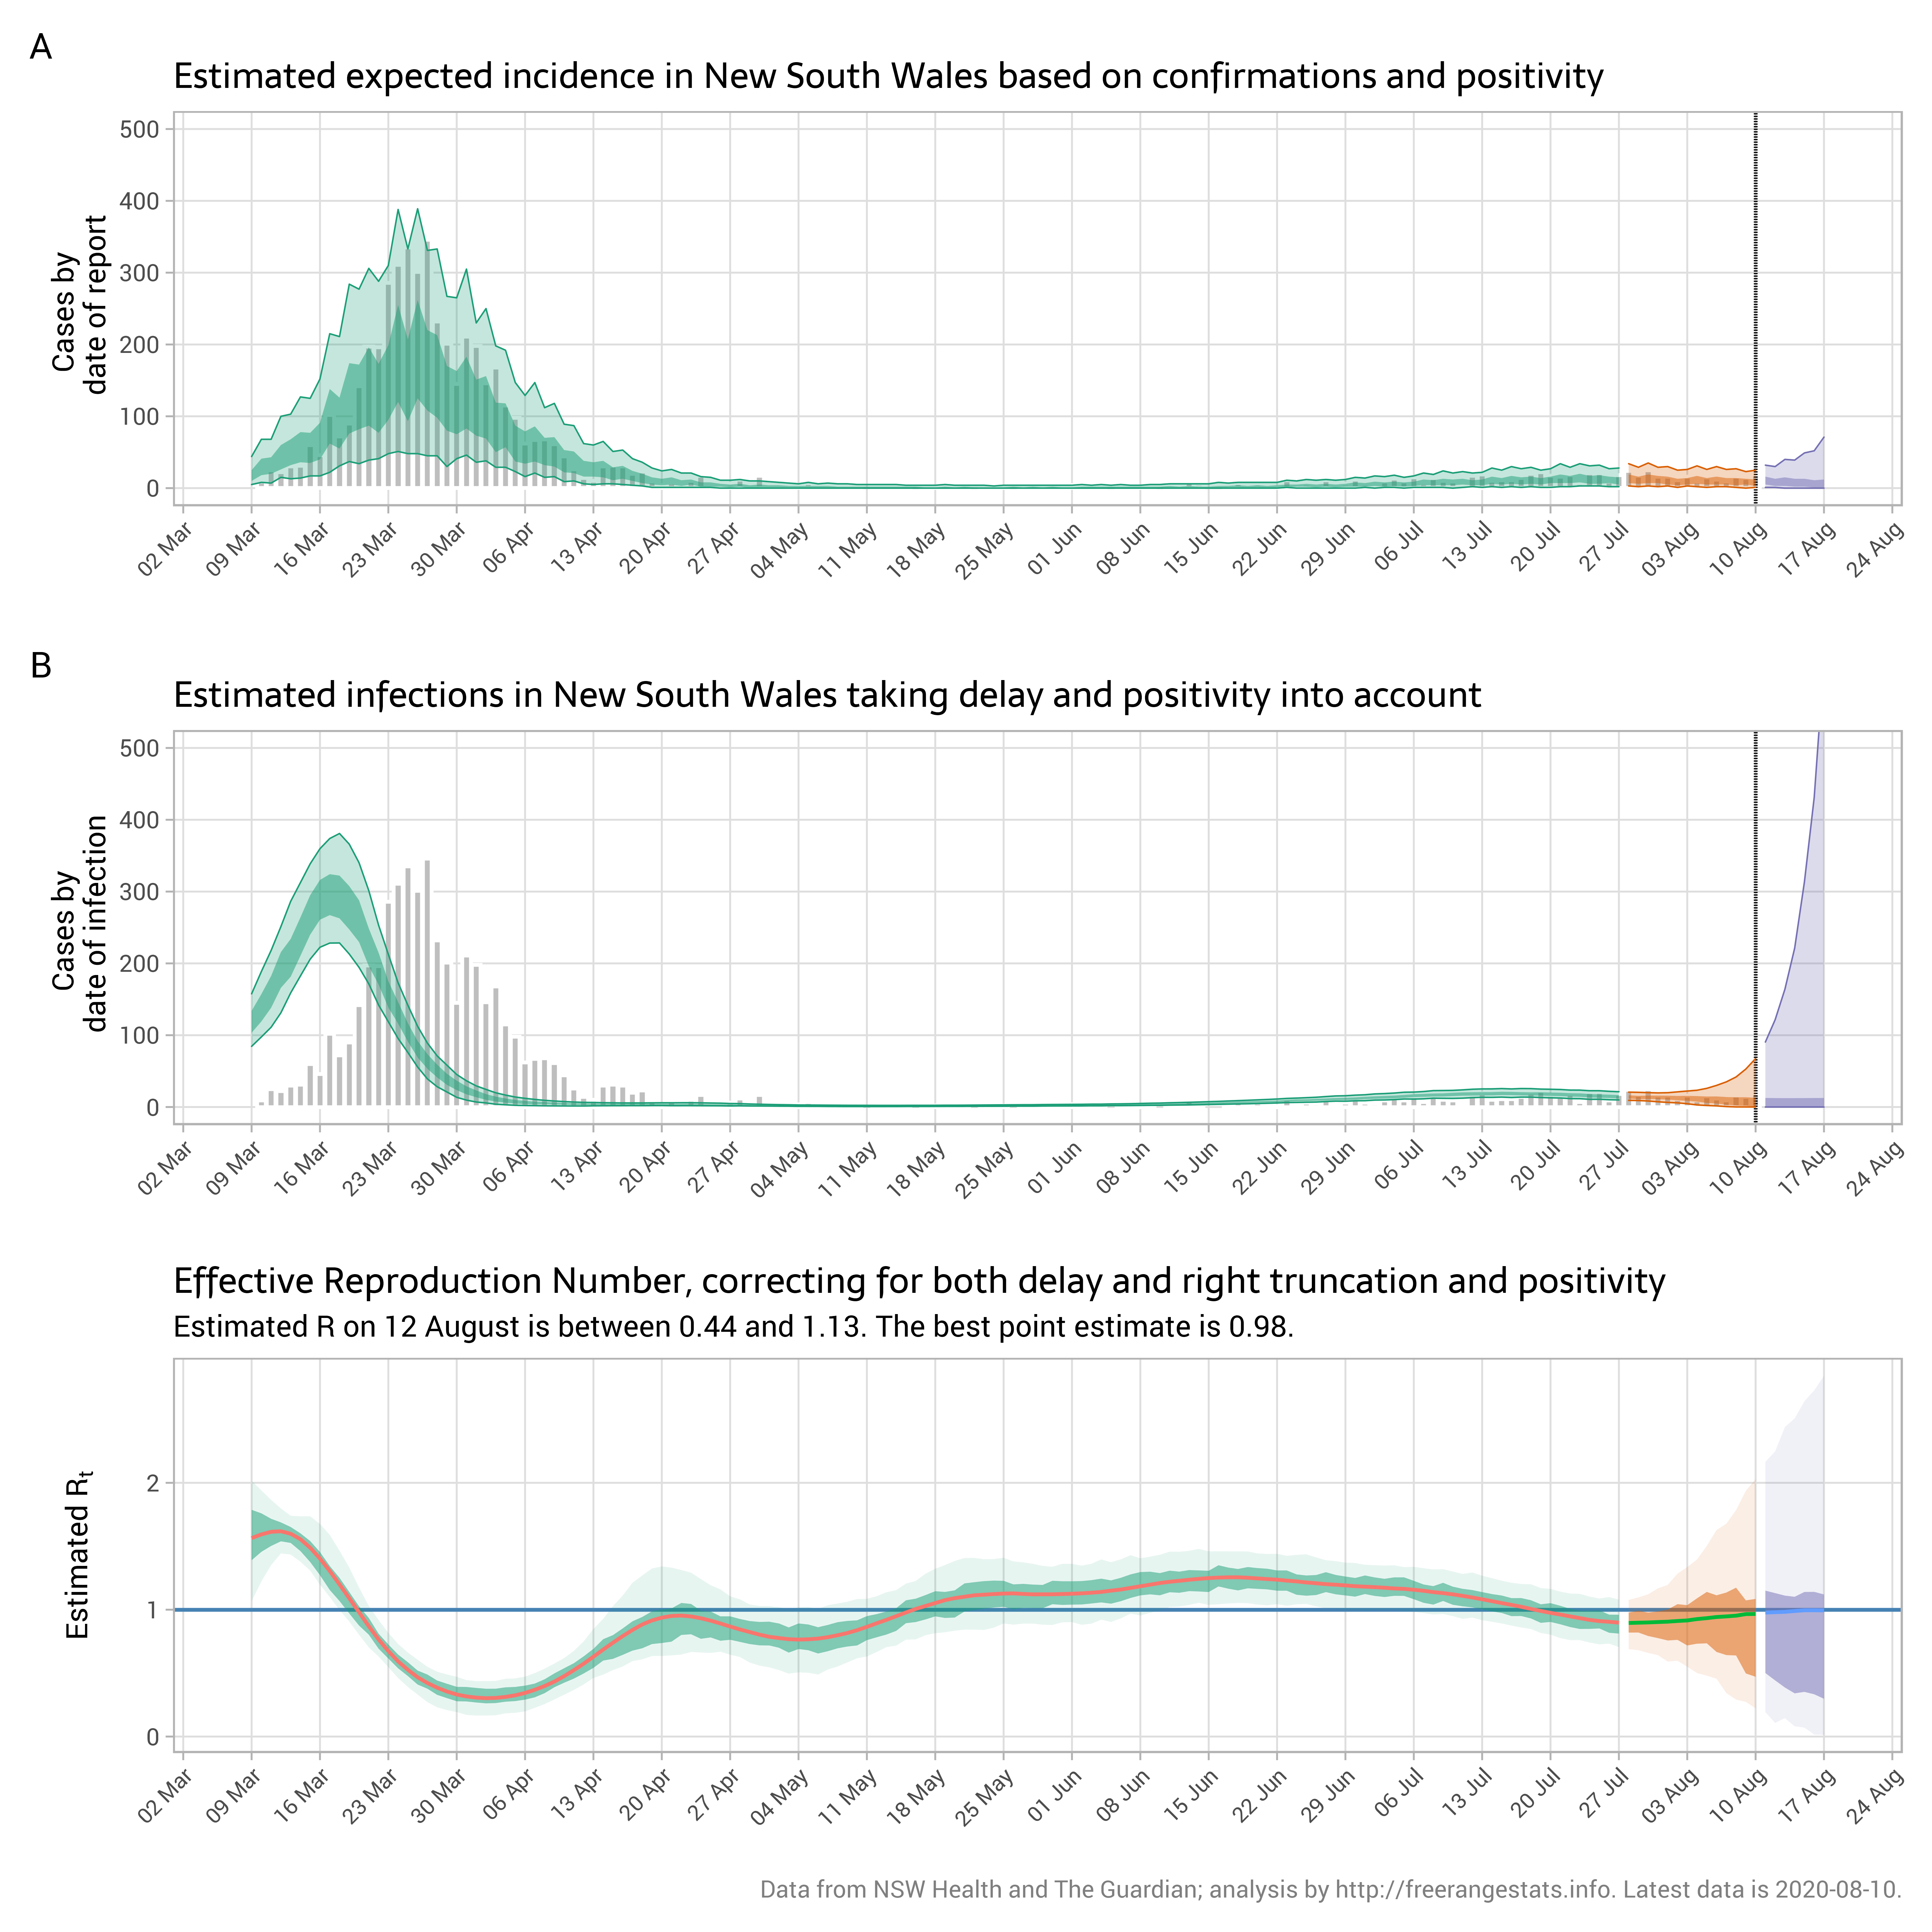 A
Estimated expected incidence in New South Wales based on confirmations and positivity
Cases by
date of report
500
400
300
200
100
0
02 Mar
09 Mar
16 Mar
23 Mar
30 Mar
06 Apr
13 Apr
20 Apr
27 Apr
04 May
11 May
18 May
25 May
01 Jun
08 Jun
15 Jun
22 Jun
29 Jun
06 Jul
13 Jul
20 Jul
27 Jul
03 Aug
10 Aug
17 Aug
24 Aug
B
Estimated infections in New South Wales taking delay and positivity into account
Cases by
date of infection
500
400
300
200
100
0
02 Mar
09 Mar
16 Mar
23 Mar
30 Mar
06 Apr
13 Apr
20 Apr
27 Apr
04 May
11 May
18 May
25 May
01 Jun
08 Jun
15 Jun
22 Jun
29 Jun
06 Jul
13 Jul
20 Jul
27 Jul
03 Aug
10 Aug
17 Aug
24 Aug
Effective Reproduction Number, correcting for both delay and right truncation and positivity
Estimated R on 12 August is between 0.44 and 1.13. The best point estimate is 0.98.
Estimated Rt
2
1
0
02 Mar
09 Mar
16 Mar
23 Mar
30 Mar
06 Apr
13 Apr
20 Apr
27 Apr
04 May
11 May
18 May
25 May
01 Jun
08 Jun
15 Jun
22 Jun
29 Jun
06 Jul
13 Jul
20 Jul
27 Jul
03 Aug
10 Aug
17 Aug
24 Aug
Data from NSW Health and The Guardian; analysis by http://freerangestats.info. Latest data is 2020-08-10.